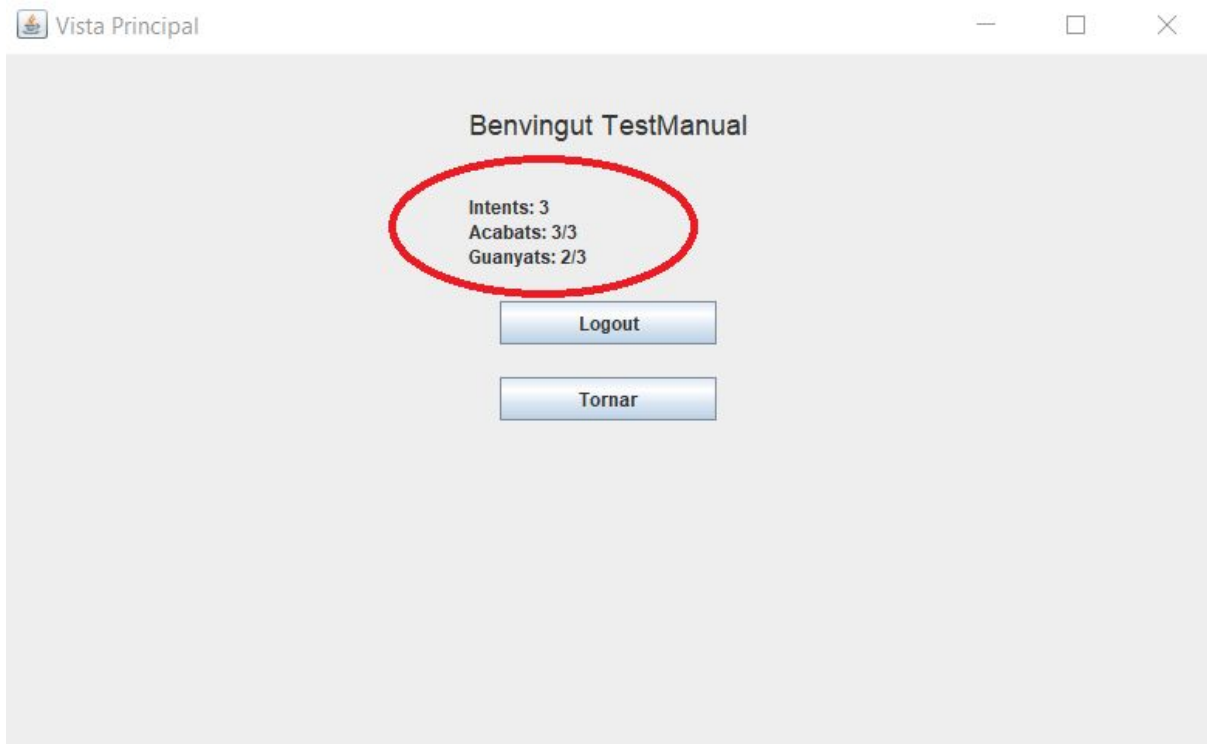 Vista Principal
Benvingut TestManual
Intents: 3
Acabats: 3/3
Guanyats: 2/3
Logout
Tornar